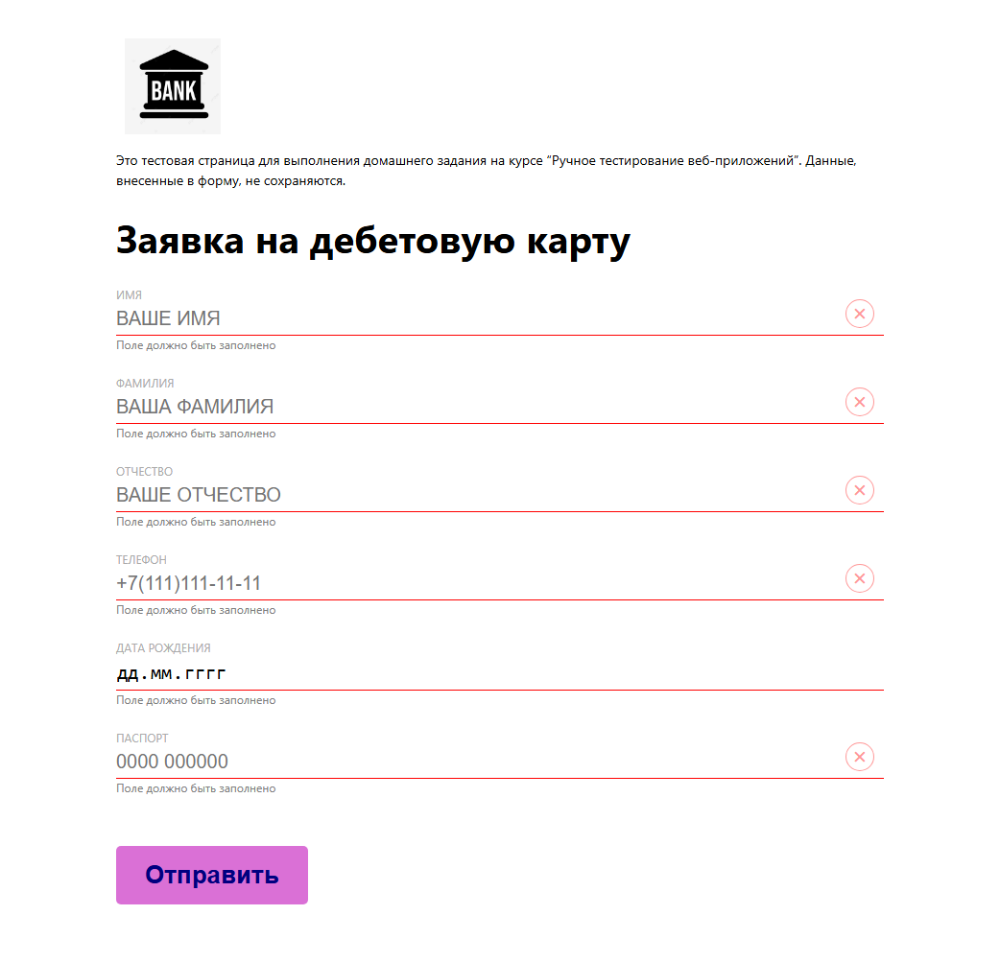 BANK
Это тестовая страница для выполнения домашнего задания на курсе “Ручное тестирование веб-приложений”. Данные,
внесенные в форму, не сохраняются.
Заявка на дебетовую карту
ИМЯ
ВАШЕ ИМЯ
Поле должно быть заполнено
ФАМИЛИЯ
ВАША ФАМИЛИЯ
Поле должно быть заполнено
ОТЧЕСТВО
ВАШЕ ОТЧЕСТВО
Поле должно быть заполнено
ТЕЛЕФОН
+7(111)111-11-11
Поле должно быть заполнено
ДАТА РОЖДЕНИЯ
дд.мм.гггг
Поле должно быть заполнено
ПАСПОРТ
0000 000000
Поле должно быть заполнено
Отправить